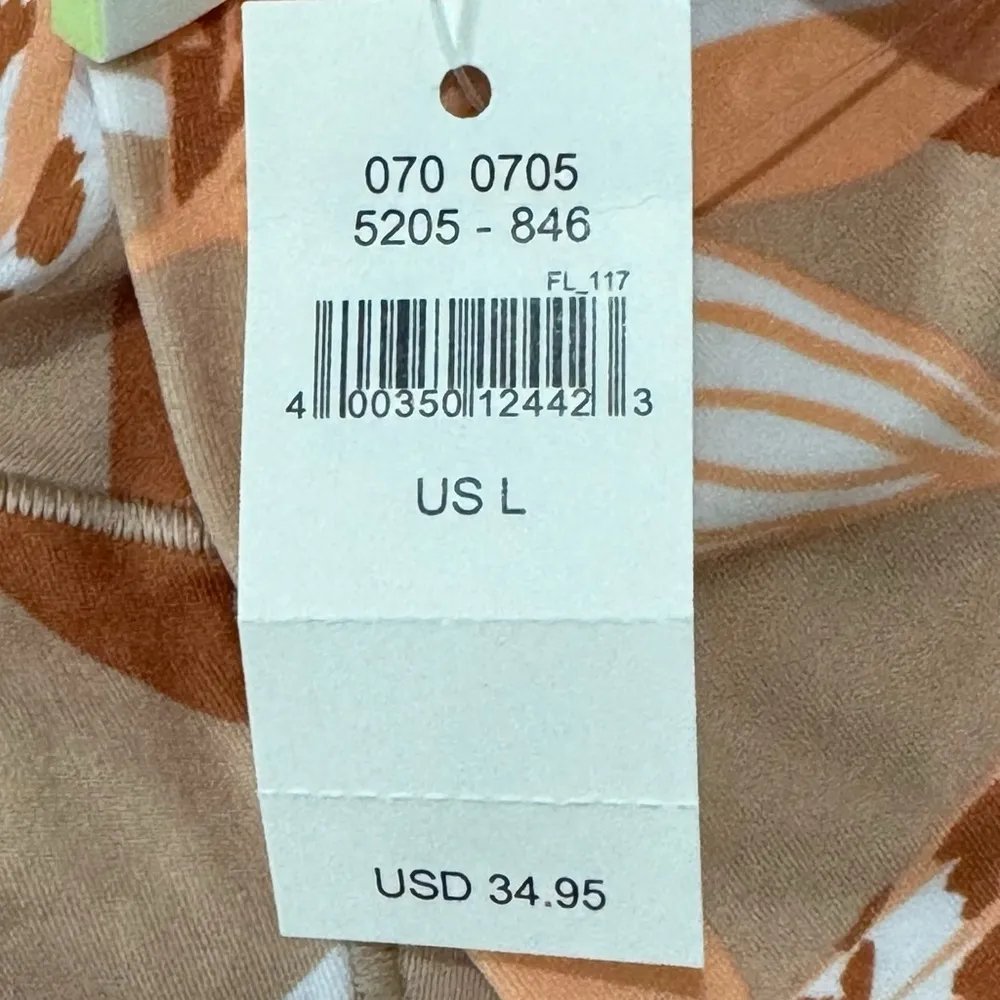 070 0705
5205 - 846
FL_117
4 00350 12442 3
US L
USD 34.95